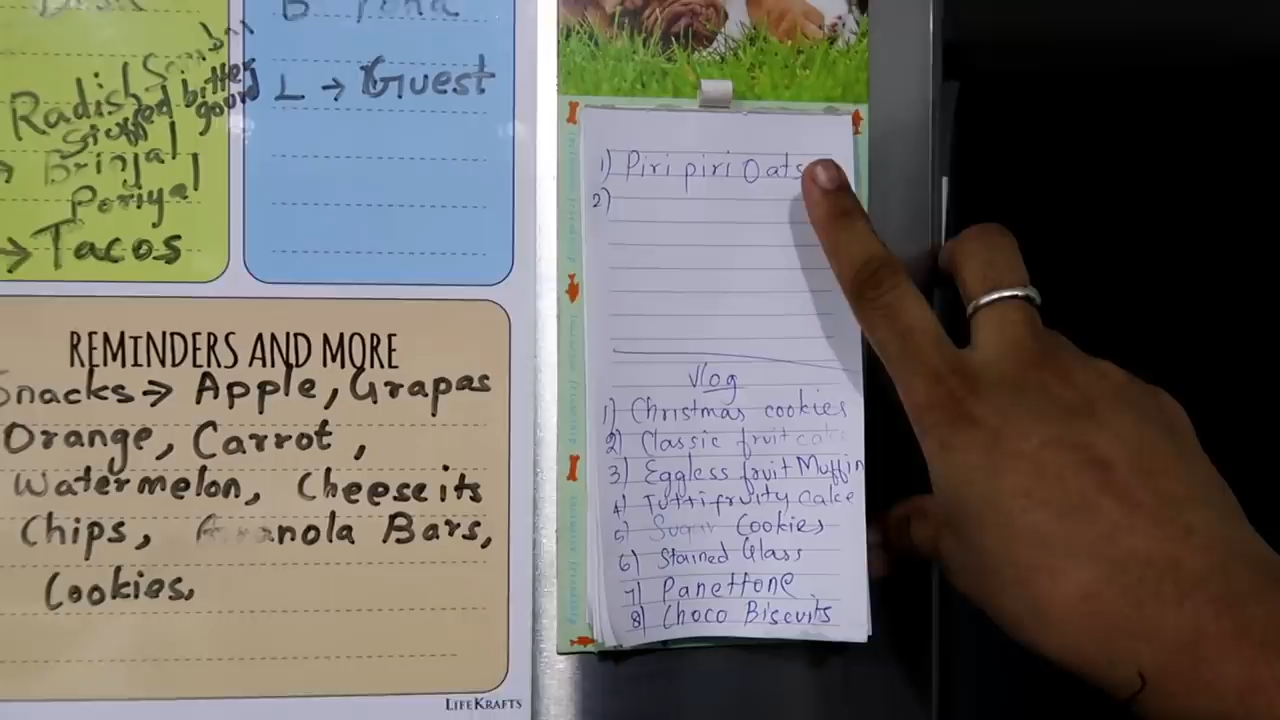 Radish
Stuffed bitter
gourd
Brinjal
Poriyal
→ Tacos
L → Guest
REMINDERS AND MORE
Snacks → Apple, Grapas
Orange, Carrot,
Watermelon, Cheeseits
Chips, Granola Bars,
Cookies,
LIFEKRAFTS
1) Piri piri Oats
2)
Vlog
1) Christmas cookies
2) Classic fruit cake
3) Eggless fruit Muffin
4) Tuttifruity cake
5) Sugar Cookies
6) Stained Glass
7) Panettone
8) Choco Biscuits